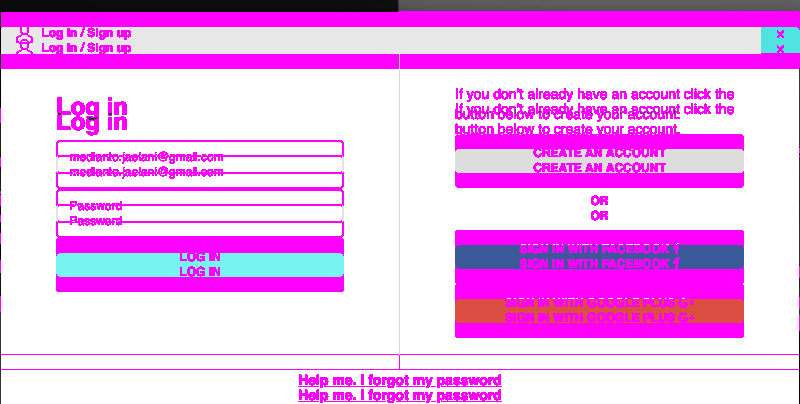 Log in / Sign up
Log in / Sign up
x
x
Log in
Log in
medianto.jaelani@gmail.com
medianto.jaelani@gmail.com
Password
Password
LOG IN
LOG IN
If you don't already have an account click the
If you don't already have an account click the
button below to create your account.
button below to create your account.
CREATE AN ACCOUNT
CREATE AN ACCOUNT
OR
OR
SIGN IN WITH FACEBOOK f
SIGN IN WITH FACEBOOK f
SIGN IN WITH GOOGLE PLUS G+
SIGN IN WITH GOOGLE PLUS G+
Help me. I forgot my password
Help me. I forgot my password